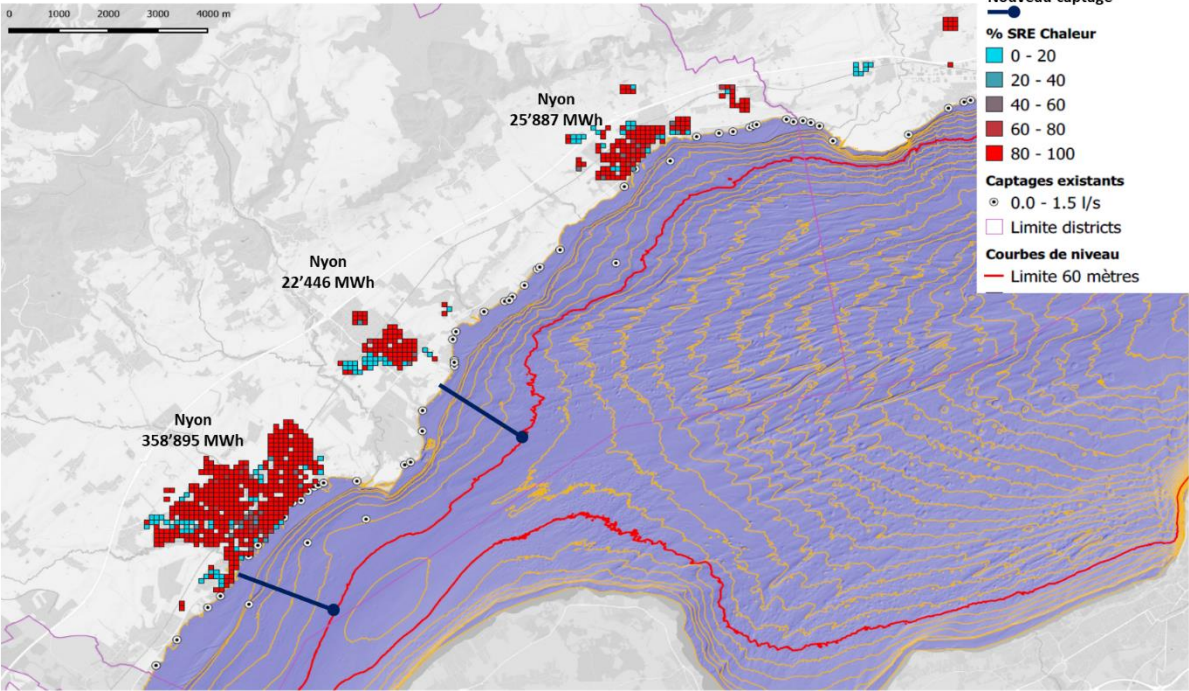 0 1000 2000 3000 4000 m
Nouveau captage
% SRE Chaleur
0 - 20
20 - 40
40 - 60
60 - 80
80 - 100
Captages existants
0.0 - 1.5 l/s
Limite districts
Courbes de niveau
Limite 60 mètres
Nyon
25'887 MWh
Nyon
22'446 MWh
Nyon
358'895 MWh